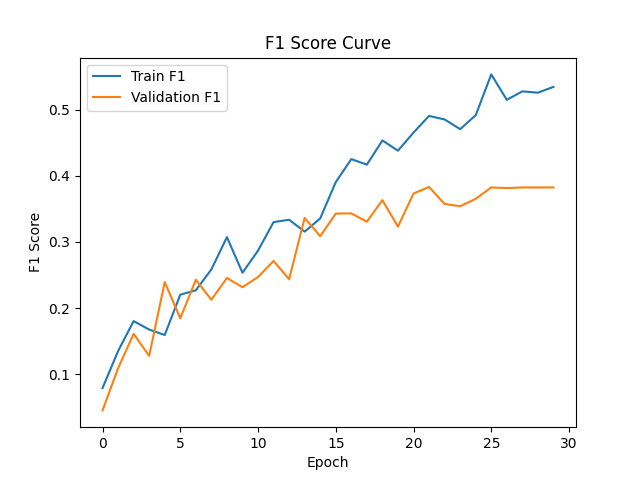 F1 Score Curve
Train F1
Validation F1
F1 Score
0.5
0.4
0.3
0.2
0.1
0 5 10 15 20 25 30
Epoch